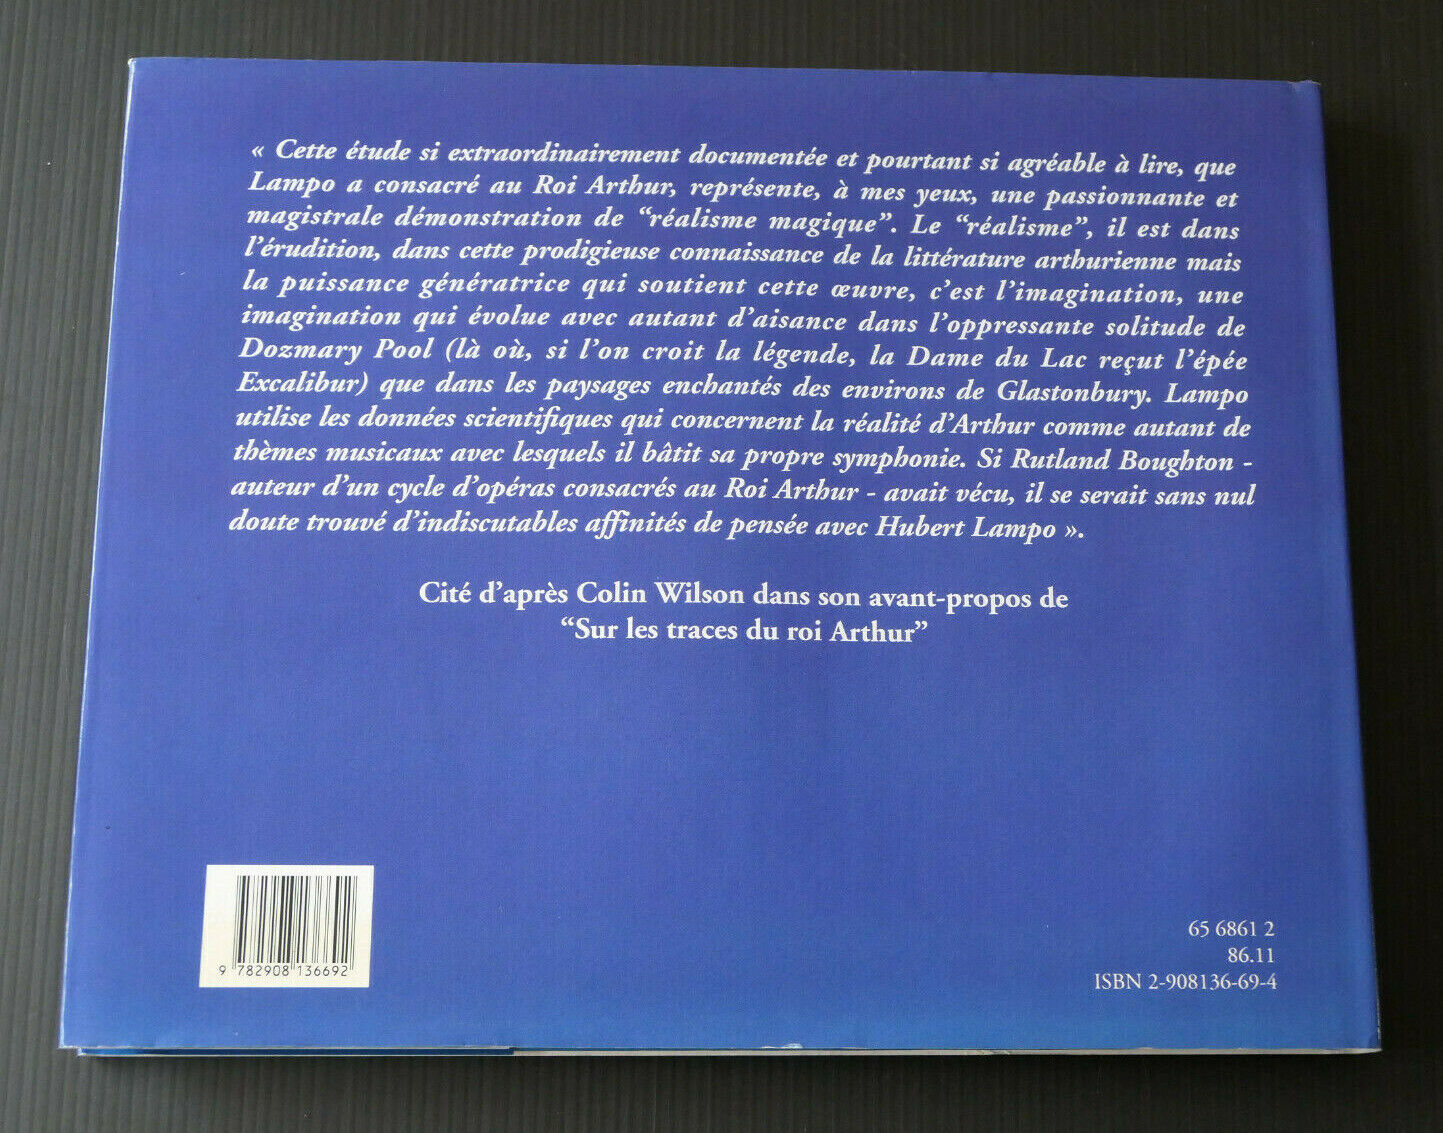 « Cette étude si extraordinairement documentée et pourtant si agréable à lire, que
Lampo a consacré au Roi Arthur, représente, à mes yeux, une passionnante et
magistrale démonstration de “réalisme magique”. Le “réalisme”, il est dans
l’érudition, dans cette prodigieuse connaissance de la littérature arthurienne mais
la puissance génératrice qui soutient cette œuvre, c’est l’imagination, une
imagination qui évolue avec autant d’aisance dans l’oppressante solitude de
Dozmary Pool (là où, si l’on croit la légende, la Dame du Lac reçut l’épée
Excalibur) que dans les paysages enchantés des environs de Glastonbury. Lampo
utilise les données scientifiques qui concernent la réalité d’Arthur comme autant de
thèmes musicaux avec lesquels il bâtit sa propre symphonie. Si Rutland Boughton -
auteur d’un cycle d’opéras consacrés au Roi Arthur - avait vécu, il se serait sans nul
doute trouvé d’indiscutables affinités de pensée avec Hubert Lampo ».
Cité d’après Colin Wilson dans son avant-propos de
“Sur les traces du roi Arthur”
9 782908 136692
65 6861 2
86.11
ISBN 2-908136-69-4